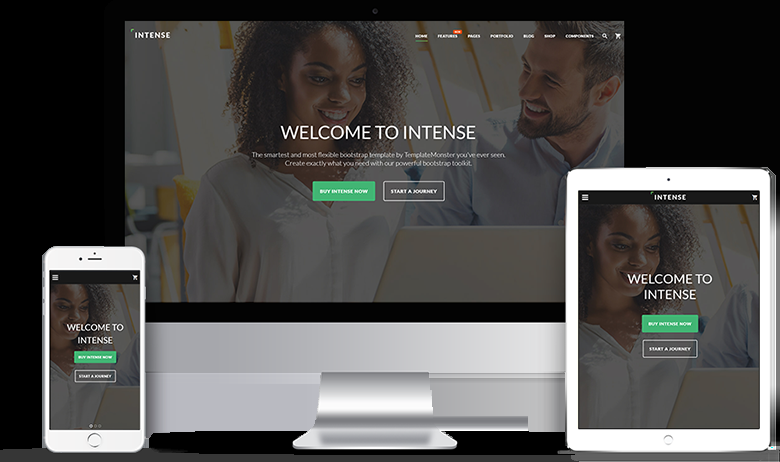 INTENSE
HOME FEATURES NEW PAGES PORTFOLIO BLOG SHOP COMPONENTS
WELCOME TO INTENSE
The smartest and most flexible bootstrap template by TemplateMonster you've ever seen.
Create exactly what you need with our powerful bootstrap toolkit.
BUY INTENSE NOW START A JOURNEY
INTENSE
WELCOME TO
INTENSE
BUY INTENSE NOW
START A JOURNEY
WELCOME TO
INTENSE
BUY INTENSE NOW
START A JOURNEY